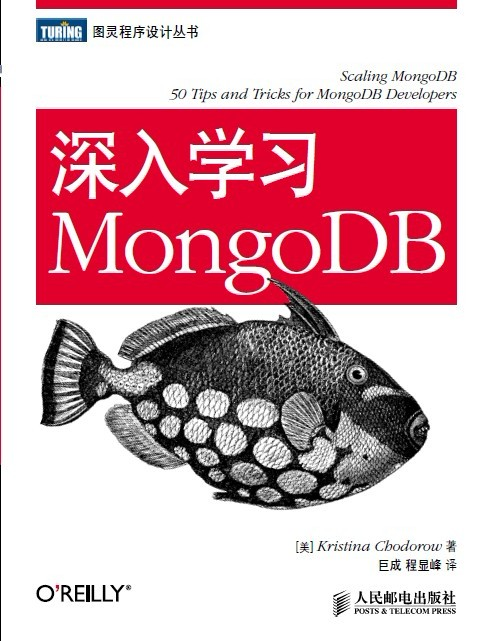 TURING 图灵程序设计丛书
Scaling MongoDB
50 Tips and Tricks for MongoDB Developers
深入学习
MongoDB
[美] Kristina Chodorow 著
巨成 程显峰 译
O'REILLY®
人民邮电出版社
POSTS & TELECOM PRESS